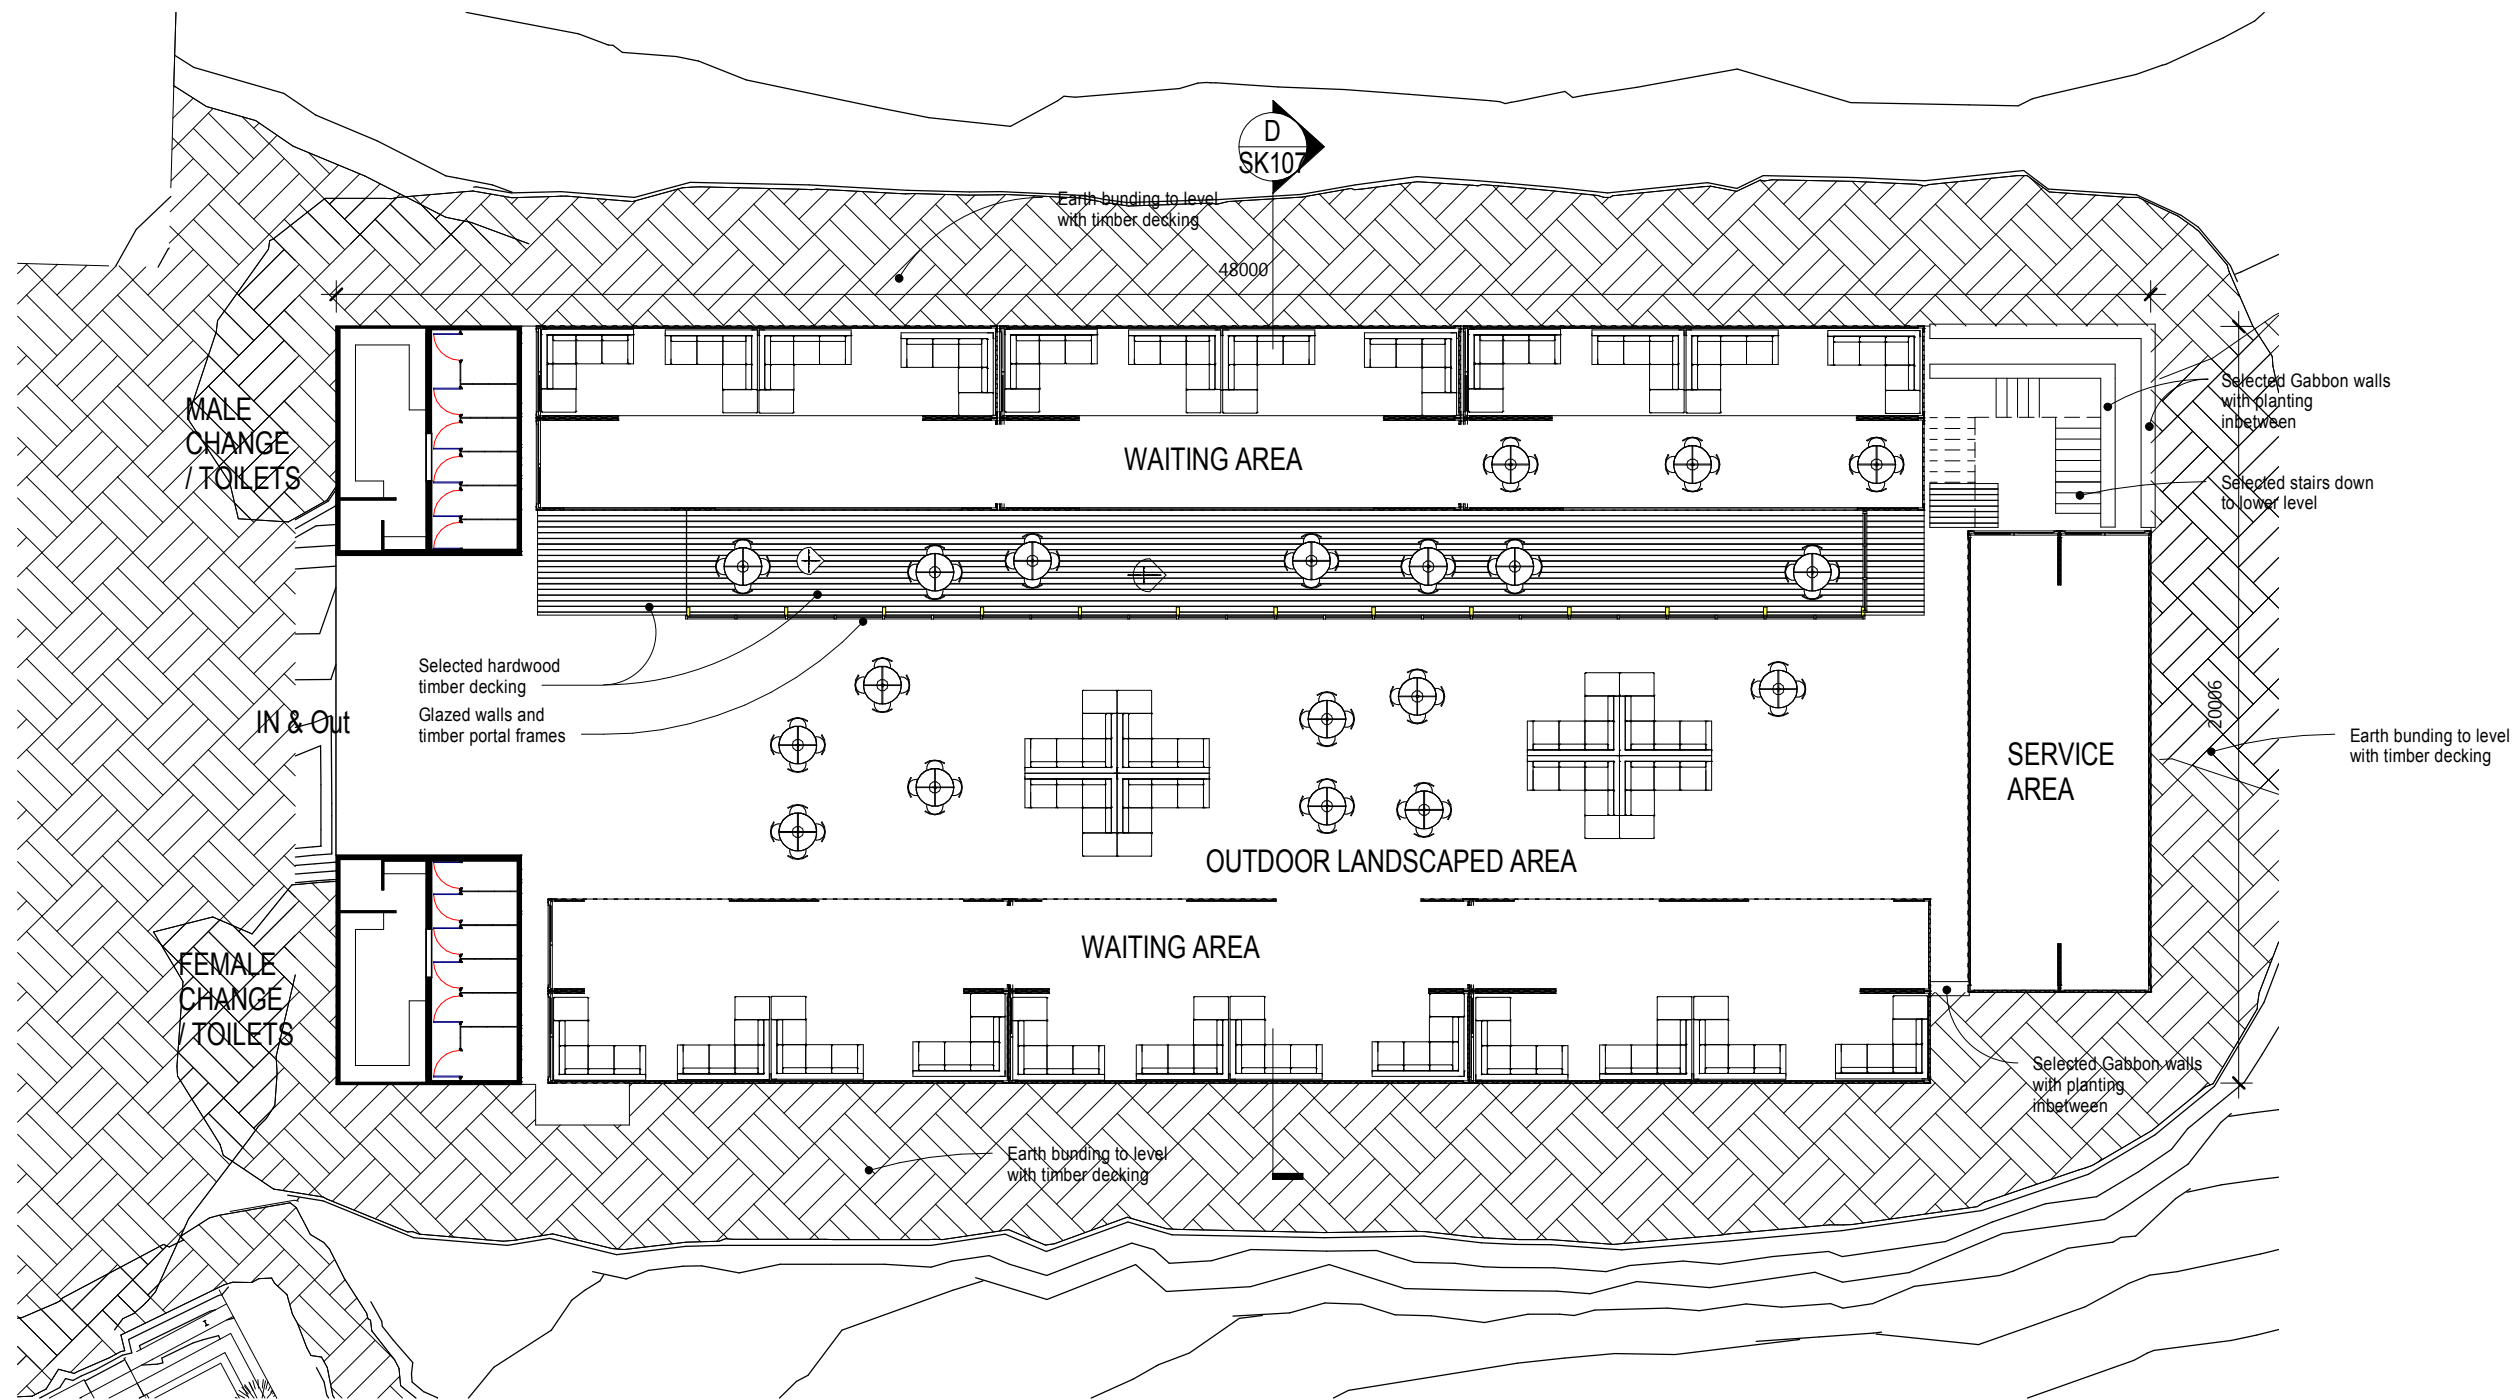 D
SK107
Earth bunding to level
with timber decking
48000
MALE
CHANGE
/ TOILETS
WAITING AREA
Selected Gabbon walls
with planting
inbetween
Selected stairs down
to lower level
Selected hardwood
timber decking
Glazed walls and
timber portal frames
IN & Out
20006
Earth bunding to level
with timber decking
SERVICE
AREA
OUTDOOR LANDSCAPED AREA
WAITING AREA
FEMALE
CHANGE
/ TOILETS
Selected Gabbon walls
with planting
inbetween
Earth bunding to level
with timber decking